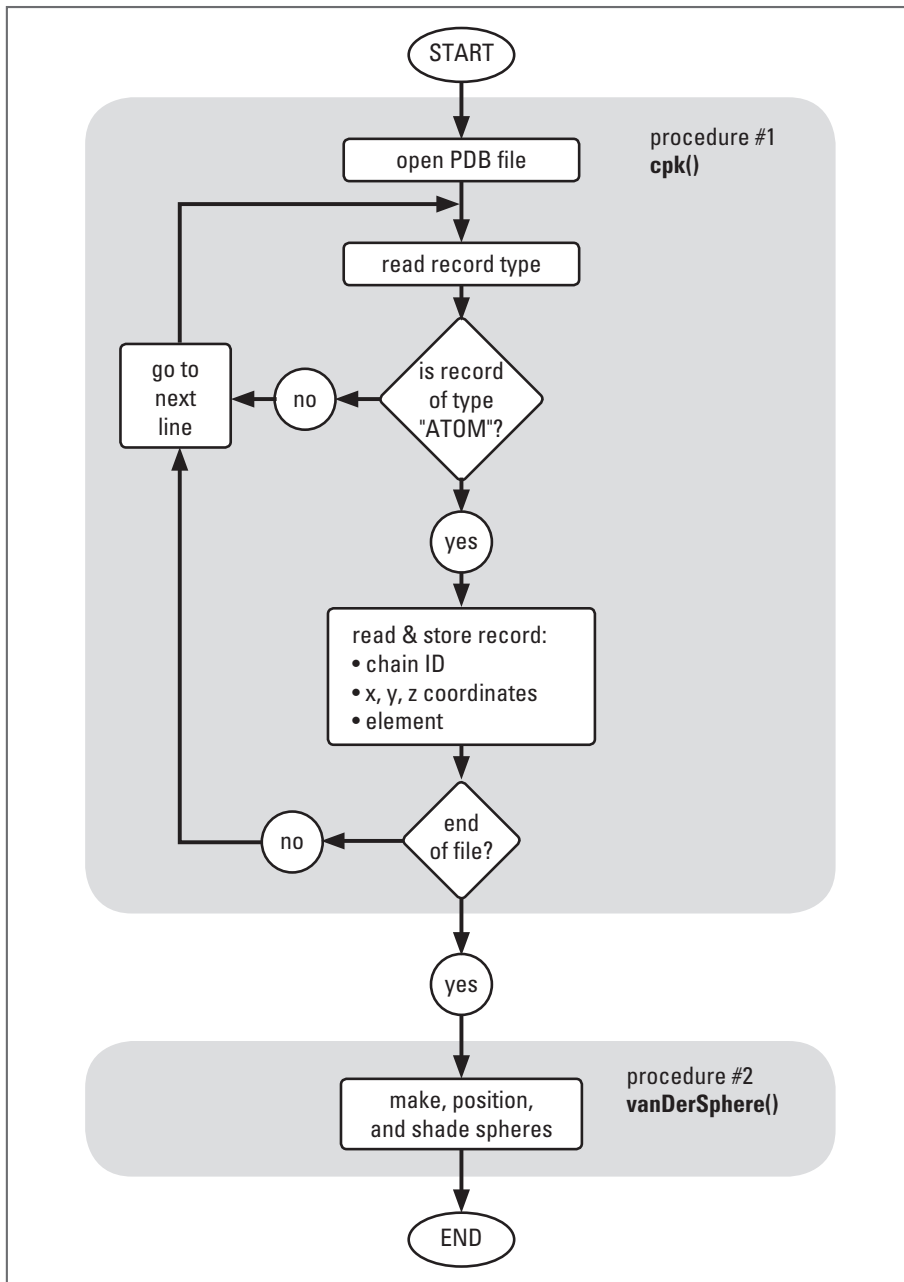 START
procedure #1
cpk()
open PDB file
read record type
is record
of type
"ATOM"?
no
go to
next
line
yes
read & store record:
• chain ID
• x, y, z coordinates
• element
end
of file?
no
yes
procedure #2
vanDerSphere()
make, position,
and shade spheres
END